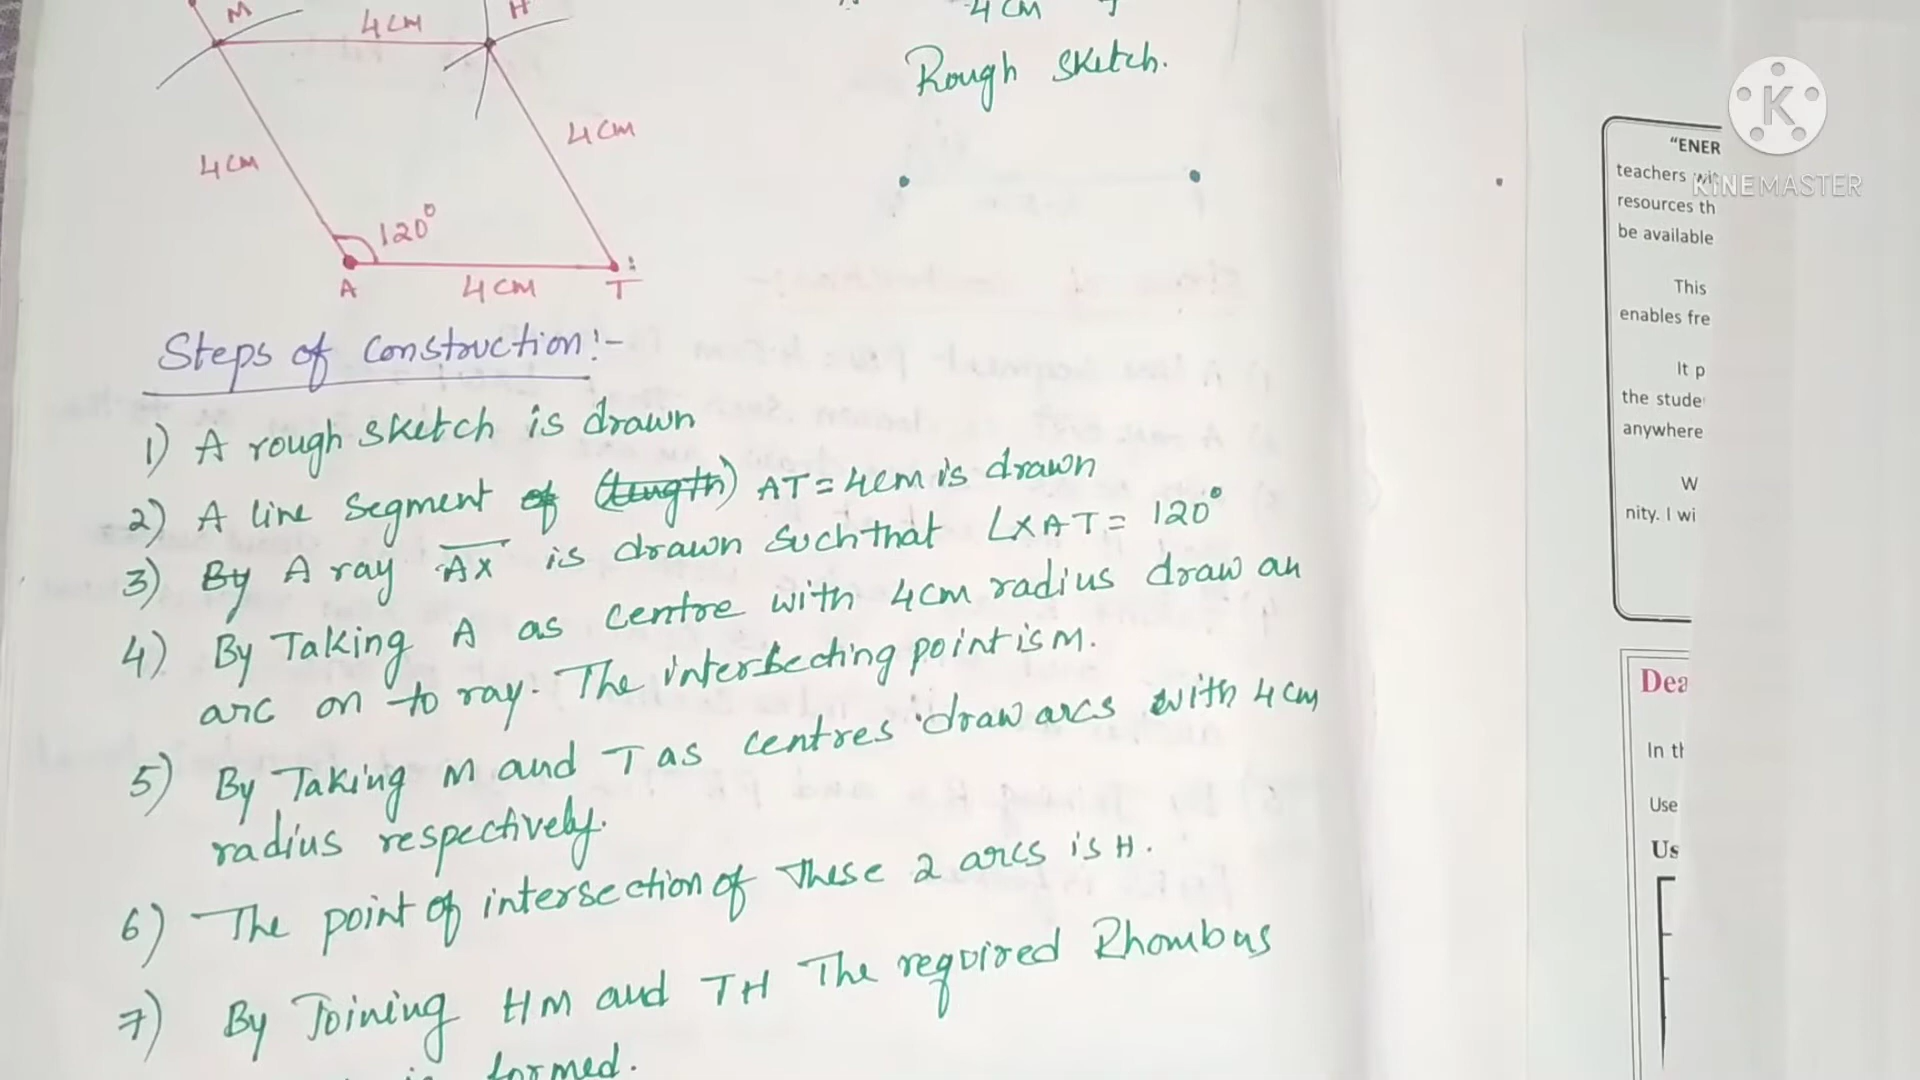 M
4cm
H
4cm
Rough sketch.
4cm
4cm
120°
A
4cm
T
Steps of construction:-
1) A rough sketch is drawn
2) A line segment of (length) AT = 4cm is drawn
3) By A ray AX is drawn such that ∠XAT = 120°
4) By Taking A as centre with 4cm radius draw an
arc on to ray. The intersecting point is M.
5) By Taking M and T as centres draw arcs with 4cm
radius respectively.
6) The point of intersection of these 2 arcs is H.
7) By Joining HM and TH The required Rhombus
formed.
K
KINEMASTER
"ENER
teachers wit
resources th
be available
This
enables fre
It p
the stude
anywhere
W
nity. I wi
Dea
In th
Use
Us